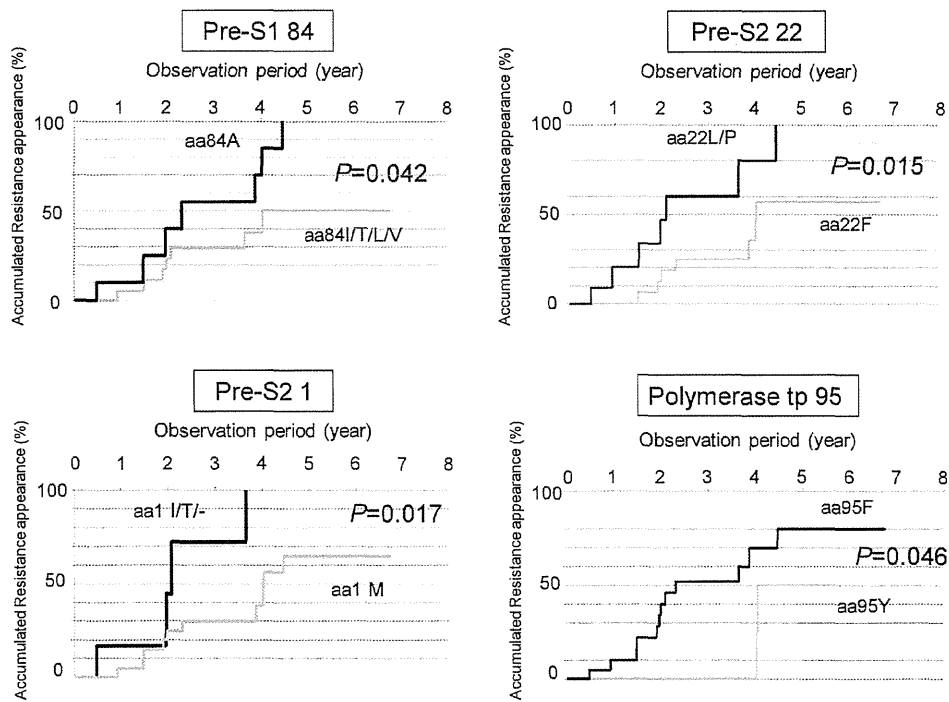 Pre-S1 84
Observation period (year)
0 1 2 3 4 5 6 7 8
Accumulated Resistance appearance (%)
100
50
0
aa84A
P=0.042
aa84I/T/L/V
Pre-S2 22
Observation period (year)
0 1 2 3 4 5 6 7 8
Accumulated Resistance appearance (%)
100
50
0
aa22L/P
P=0.015
aa22F
Pre-S2 1
Observation period (year)
0 1 2 3 4 5 6 7 8
Accumulated Resistance appearance (%)
100
50
0
aa1 I/T/-
P=0.017
aa1 M
Polymerase tp 95
Observation period (year)
0 1 2 3 4 5 6 7 8
Accumulated Resistance appearance (%)
100
50
0
aa95F
P=0.046
aa95Y